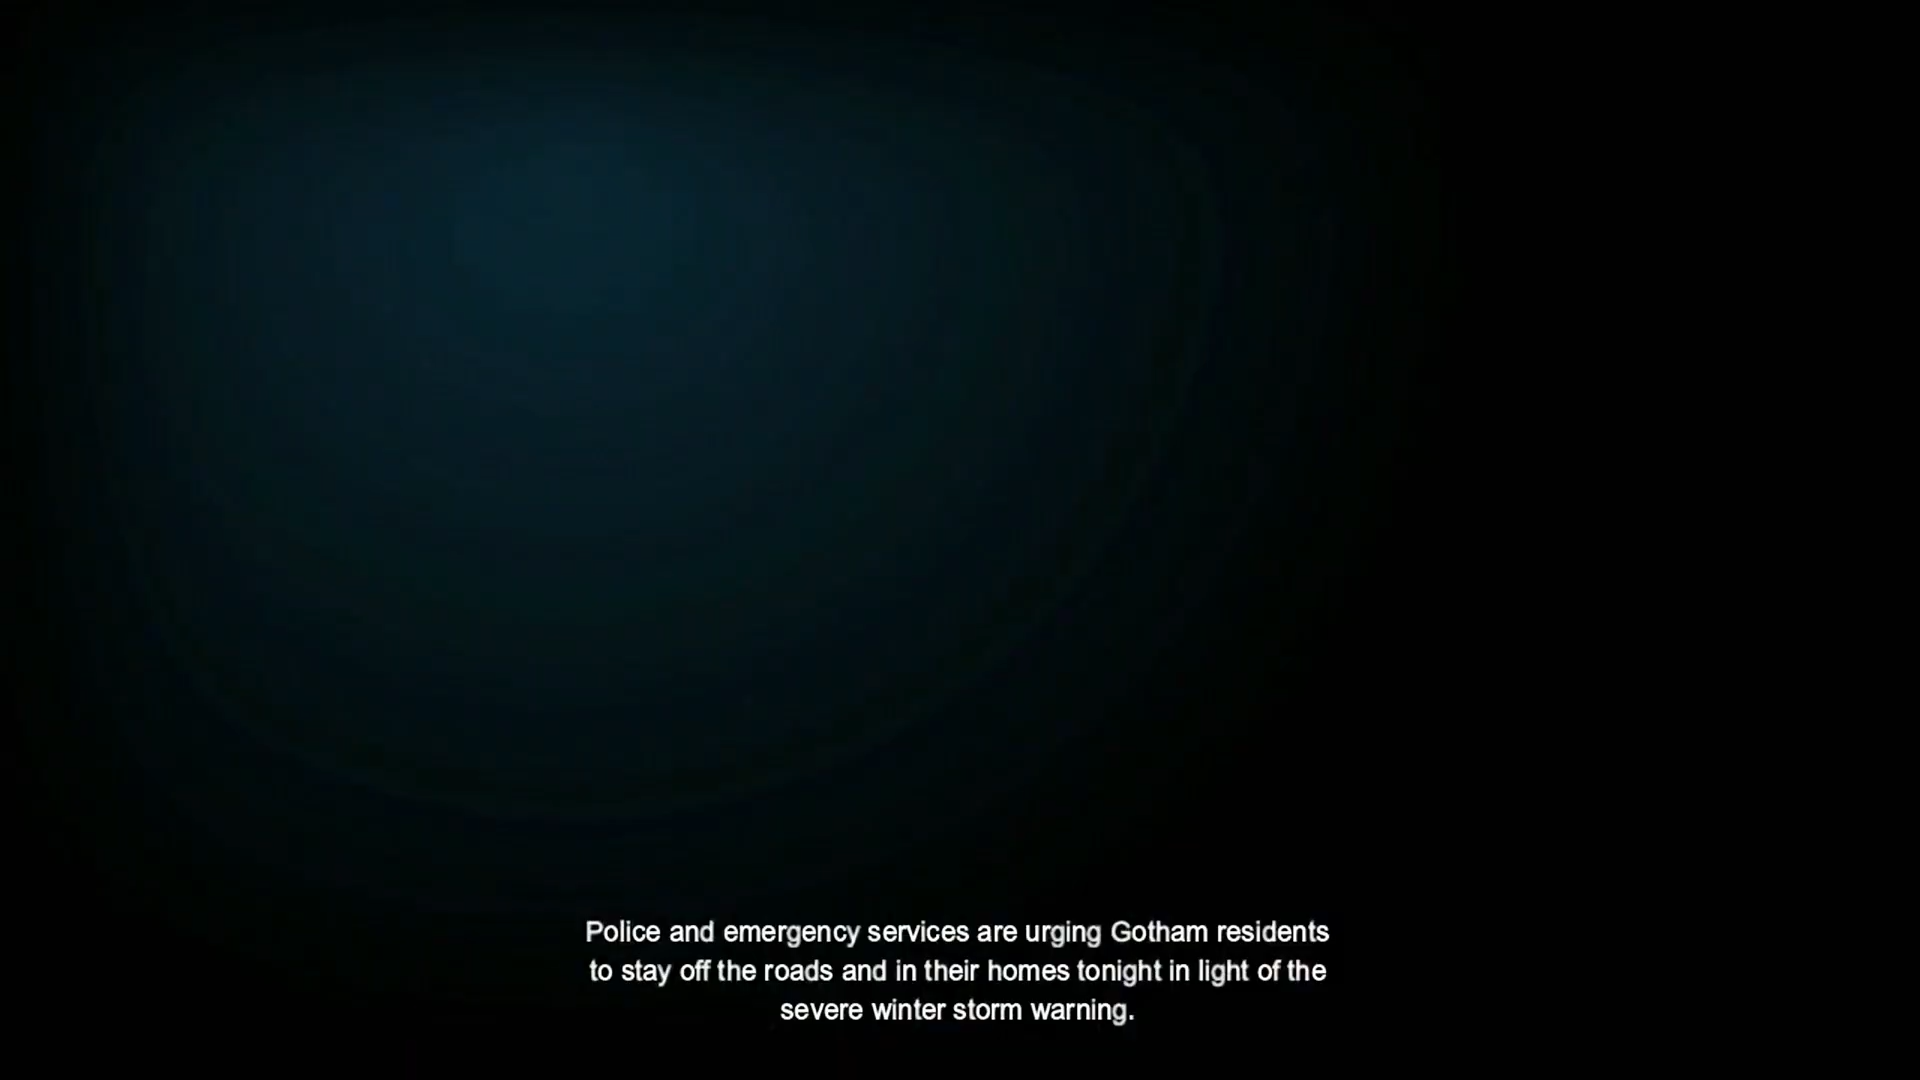 Police and emergency services are urging Gotham residents
to stay off the roads and in their homes tonight in light of the
severe winter storm warning.